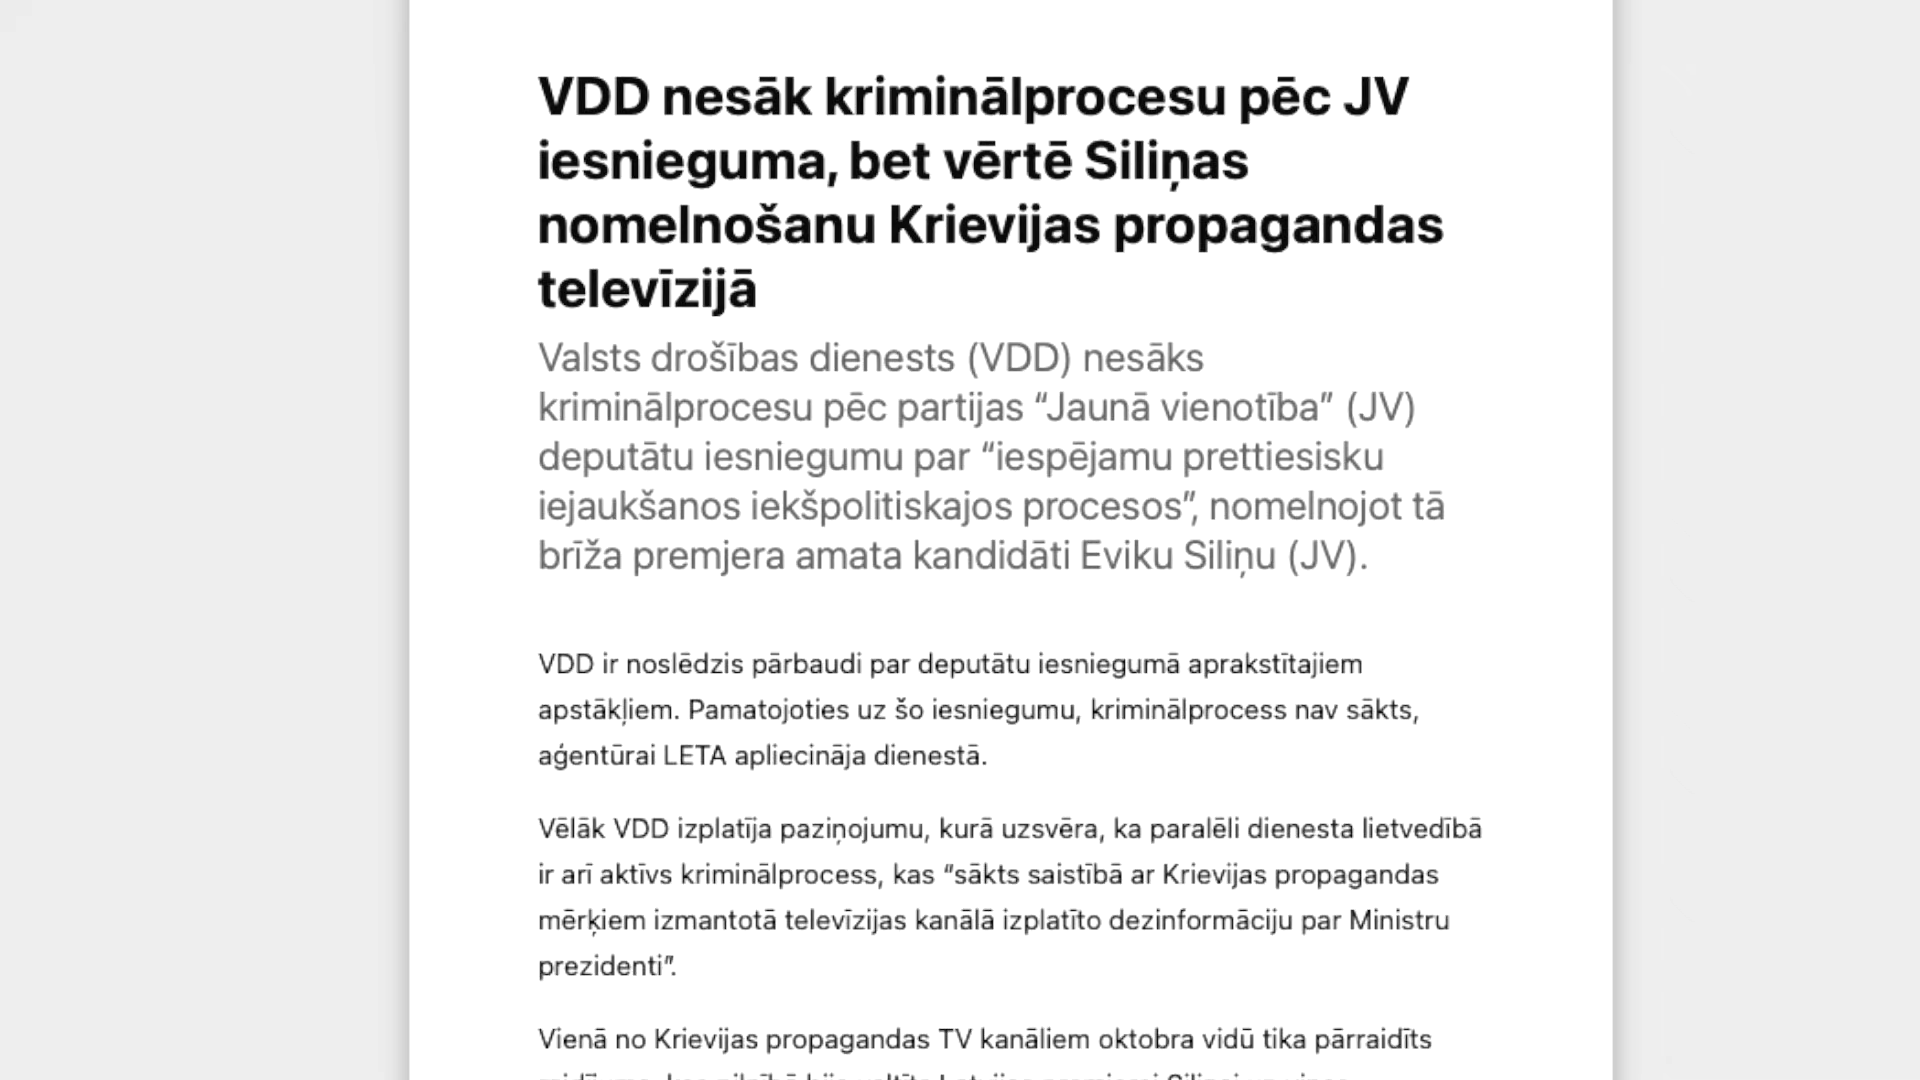 VDD nesāk kriminālprocesu pēc JV
iesnieguma, bet vērtē Siliņas
nomelnošanu Krievijas propagandas
televīzijā
Valsts drošības dienests (VDD) nesāks
kriminālprocesu pēc partijas “Jaunā vienotība” (JV)
deputātu iesniegumu par “iespējamu prettiesisku
iejaukšanos iekšpolitiskajos procesos”, nomelnojot tā
brīža premjera amata kandidāti Eviku Siliņu (JV).
VDD ir noslēdzis pārbaudi par deputātu iesniegumā aprakstītajiem
apstākļiem. Pamatojoties uz šo iesniegumu, kriminālprocess nav sākts,
aģentūrai LETA apliecināja dienestā.
Vēlāk VDD izplatīja paziņojumu, kurā uzsvēra, ka paralēli dienesta lietvedībā
ir arī aktīvs kriminālprocess, kas “sākts saistībā ar Krievijas propagandas
mērķiem izmantotā televīzijas kanālā izplatīto dezinformāciju par Ministru
prezidenti”.
Vienā no Krievijas propagandas TV kanāliem oktobra vidū tika pārraidīts